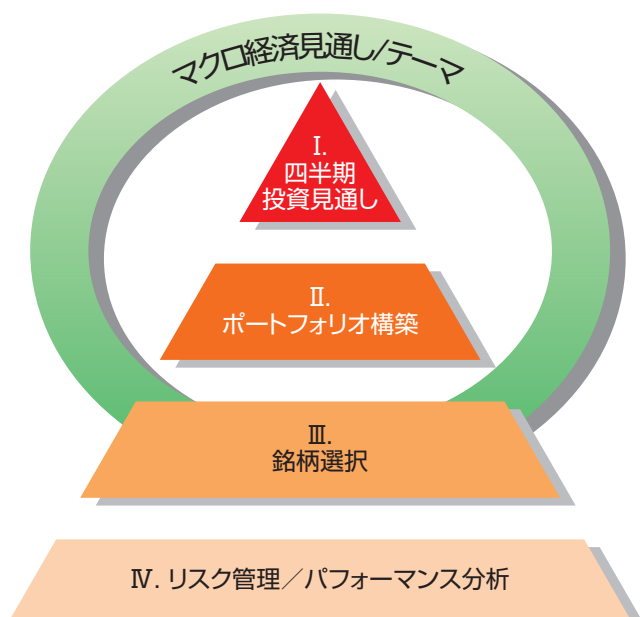 マクロ経済見通し/テーマ
Ⅰ.
四半期
投資見通し
Ⅱ.
ポートフォリオ構築
Ⅲ.
銘柄選択
Ⅳ. リスク管理／パフォーマンス分析